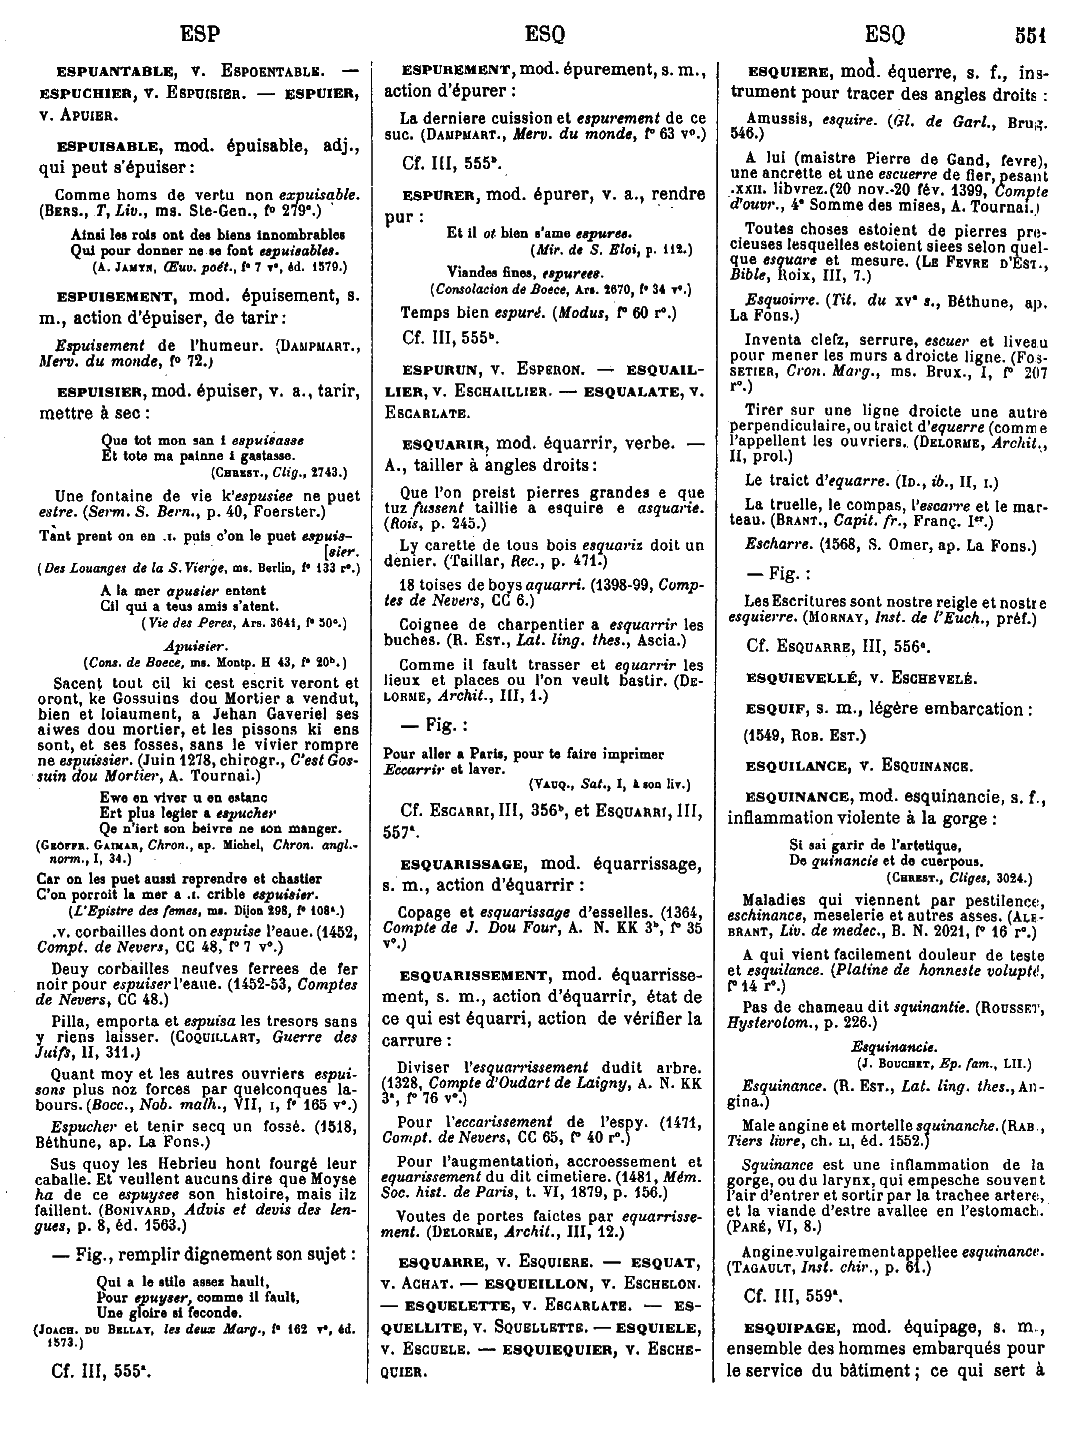 ESP
ESQ
ESQ
551
ESPUANTABLE, v. ESPOENTABLE. —
ESPUCHIER, v. ESPUISIER. — ESPUIER,
v. APUIER.
ESPUISABLE, mod. épuisable, adj.,
qui peut s'épuiser :
Comme homs de vertu non expuisable.
(BERS., T, Liv., ms. Ste-Gen., f° 279ᵃ.)
Ainsi les rois ont des biens innombrables
Qui pour donner ne se font espuisables.
(A. JAMYN, Œuv. poét., f° 7 v°, éd. 1579.)
ESPUISEMENT, mod. épuisement, s.
m., action d'épuiser, de tarir :
Espuisement de l'humeur. (DAMPMART.,
Merv. du monde, f° 72.)
ESPUISIER, mod. épuiser, v. a., tarir,
mettre à sec :
Que tot mon san i espuisasse
Et tote ma painne i gastasse.
(CHREST., Clig., 2743.)
Une fontaine de vie k'espusiee ne puet
estre. (Serm. S. Bern., p. 40, Foerster.)
Tant prent on en .I. puis c'on le puet espuis-
[sier.
(Des Louanges de la S. Vierge, ms. Berlin, f° 133 r°.)
A la mer apusier entent
Cil qui a teus amis s'atent.
(Vie des Peres, Ars. 3641, f° 50ᶜ.)
Apuisier.
(Cons. de Boece, ms. Montp. H 43, f° 20ᵇ.)
Sacent tout cil ki cest escrit veront et
oront, ke Gossuins dou Mortier a vendut,
bien et loiaument, a Jehan Gaveriel ses
aiwes dou mortier, et les pissons ki ens
sont, et ses fosses, sans le vivier rompre
ne espuissier. (Juin 1278, chirogr., C'est Gos-
suin dou Mortier, A. Tournai.)
Ewe en viver u en estanc
Ert plus legier a espucher
Qe n'iert son beivre ne son manger.
(GEOFFR. GAIMAR, Chron., ap. Michel, Chron. angl.-
norm., I, 34.)
Car on les puet aussi reprendre et chastier
C'on porroit la mer a .I. crible espuisier.
(L'Epistre des femes, ms. Dijon 298, f° 108ᵃ.)
.V. corbailles dont on espuise l'eaue. (1452,
Compt. de Nevers, CC 48, f° 7 v°.)
Deuy corbailles neufves ferrees de fer
noir pour espuiser l'eaue. (1452-53, Comptes
de Nevers, CC 48.)
Pilla, emporta et espuisa les tresors sans
y riens laisser. (COQUILLART, Guerre des
Juifs, II, 311.)
Quant moy et les autres ouvriers espui-
sons plus noz forces par quelconques la-
bours. (Bocc., Nob. malh., VII, I, f° 165 v°.)
Espucher et tenir secq un fossé. (1518,
Béthune, ap. La Fons.)
Sus quoy les Hebrieu hont fourgé leur
caballe. Et veullent aucuns dire que Moyse
ha de ce espuysee son histoire, mais ilz
faillent. (BONIVARD, Advis et devis des len-
gues, p. 8, éd. 1563.)
— Fig., remplir dignement son sujet :
Qui a le stile assez hault,
Pour epuyser, comme il fault,
Une gloire si feconde.
(JOACH. DU BELLAY, les deux Marg., f° 162 v°, éd.
1573.)
Cf. III, 555ᵃ.
ESPUREMENT, mod. épurement, s. m.,
action d'épurer :
La derniere cuission et espurement de ce
suc. (DAMPMART., Merv. du monde, f° 63 v°.)
Cf. III, 555ᵃ.
ESPURER, mod. épurer, v. a., rendre
pur :
Et il ot bien s'ame espuree.
(Mir. de S. Eloi, p. 112.)
Viandes fines, espurees.
(Consolacion de Boece, Ars. 2670, f° 34 v°.)
Temps bien espuré. (Modus, f° 60 r°.)
Cf. III, 555ᵇ.
ESPURUN, v. ESPERON. — ESQUAIL-
LIER, v. ESCHAILLIER. — ESQUALATE, v.
ESCARLATE.
ESQUARIR, mod. équarrir, verbe. —
A., tailler à angles droits :
Que l'on preist pierres grandes e que
tuz fussent taillie a esquire e asquarie.
(Rois, p. 245.)
Ly carette de tous bois esquariz doit un
denier. (Taillar, Rec., p. 471.)
18 toises de boys aquarri. (1398-99, Comp-
tes de Nevers, CC 6.)
Coignee de charpentier a esquarrir les
buches. (R. EST., Lat. ling. thes., Ascia.)
Comme il fault trasser et equarrir les
lieux et places ou l'on veult bastir. (DE-
LORME, Archit., III, 1.)
— Fig. :
Pour aller a Paris, pour te faire imprimer
Eccarrir et laver.
(VAUQ., Sat., I, à son liv.)
Cf. ESCARRI, III, 356ᵇ, et ESQUARRI, III,
557ᵃ.
ESQUARISSAGE, mod. équarrissage,
s. m., action d'équarrir :
Copage et esquarissage d'esselles. (1364,
Compte de J. Dou Four, A. N. KK 3ᵇ, f° 35
v°.)
ESQUARISSEMENT, mod. équarrisse-
ment, s. m., action d'équarrir, état de
ce qui est équarri, action de vérifier la
carrure :
Diviser l'esquarrissement dudit arbre.
(1328, Compte d'Oudart de Laigny, A. N. KK
3ᵃ, f° 76 v°.)
Pour l'eccarissement de l'espy. (1471,
Compt. de Nevers, CC 65, f° 40 r°.)
Pour l'augmentation, accroessement et
equarissement du dit cimetiere. (1481, Mém.
Soc. hist. de Paris, t. VI, 1879, p. 156.)
Voutes de portes faictes par equarrisse-
ment. (DELORME, Archit., III, 12.)
ESQUARRE, v. ESQUIERE. — ESQUAT,
v. ACHAT. — ESQUEILLON, v. ESCHELON.
— ESQUELETTE, v. ESCARLATE. — ES-
QUELLITE, v. SQUELLETTE. — ESQUIELE,
v. ESCUELE. — ESQUIEQUIER, v. ESCHE-
QUIER.
ESQUIERE, mod. équerre, s. f., ins-
trument pour tracer des angles droits :
Amussis, esquire. (Gl. de Garl., Brug.
546.)
A lui (maistre Pierre de Gand, fevre),
une ancrette et une escuerre de fier, pesant
.XXII. libvrez. (20 nov.-20 fév. 1399, Compte
d'ouvr., 4ᵉ Somme des mises, A. Tournai.)
Toutes choses estoient de pierres pre-
cieuses lesquelles estoient siees selon quel-
que esquare et mesure. (LE FEVRE D'EST.,
Bible, Roix, III, 7.)
Esquoirre. (Tit. du XVᵉ s., Béthune, ap.
La Fons.)
Inventa clefz, serrure, escuer et liveau
pour mener les murs a droicte ligne. (FOS-
SETIER, Cron. Marg., ms. Brux., I, f° 207
r°.)
Tirer sur une ligne droicte une autre
perpendiculaire, ou traict d'equerre (comme
l'appellent les ouvriers. (DELORME, Archit.,
II, prol.)
Le traict d'equarre. (ID., ib., II, I.)
La truelle, le compas, l'escarre et le mar-
teau. (BRANT., Capit. fr., Franç. Iᵉʳ.)
Escharre. (1568, S. Omer, ap. La Fons.)
— Fig. :
Les Escritures sont nostre reigle et nostre
esquierre. (MORNAY, Inst. de l'Euch., préf.)
Cf. ESQUARRE, III, 556ᵃ.
ESQUIEVELLÉ, v. ESCHEVELÉ.
ESQUIF, s. m., légère embarcation :
(1549, ROB. EST.)
ESQUILANCE, v. ESQUINANCE.
ESQUINANCE, mod. esquinancie, s. f.,
inflammation violente à la gorge :
Si sai garir de l'artetique,
De quinancie et de cuerpous.
(CHREST., Cliges, 3024.)
Maladies qui viennent par pestilence,
eschinance, meselerie et autres asses. (ALE-
BRANT, Liv. de medec., B. N. 2021, f° 16 r°.)
A qui vient facilement douleur de teste
et esquilance. (Platine de honneste volupté,
f° 14 r°.)
Pas de chameau dit squinantie. (ROUSSET,
Hysterotom., p. 226.)
Esquinancie.
(J. BOUCHET, Ep. fam., LII.)
Esquinance. (R. EST., Lat. ling. thes., An-
gina.)
Male angine et mortelle squinanche. (RAB.,
Tiers livre, ch. LI, éd. 1552.)
Squinance est une inflammation de la
gorge, ou du larynx, qui empesche souvent
l'air d'entrer et sortir par la trachee artere,
et la viande d'estre avallee en l'estomach.
(PARÉ, VI, 8.)
Angine vulgairement appellee esquinance.
(TAGAULT, Inst. chir., p. 61.)
Cf. III, 559ᵃ.
ESQUIPAGE, mod. équipage, s. m.,
ensemble des hommes embarqués pour
le service du bâtiment ; ce qui sert à